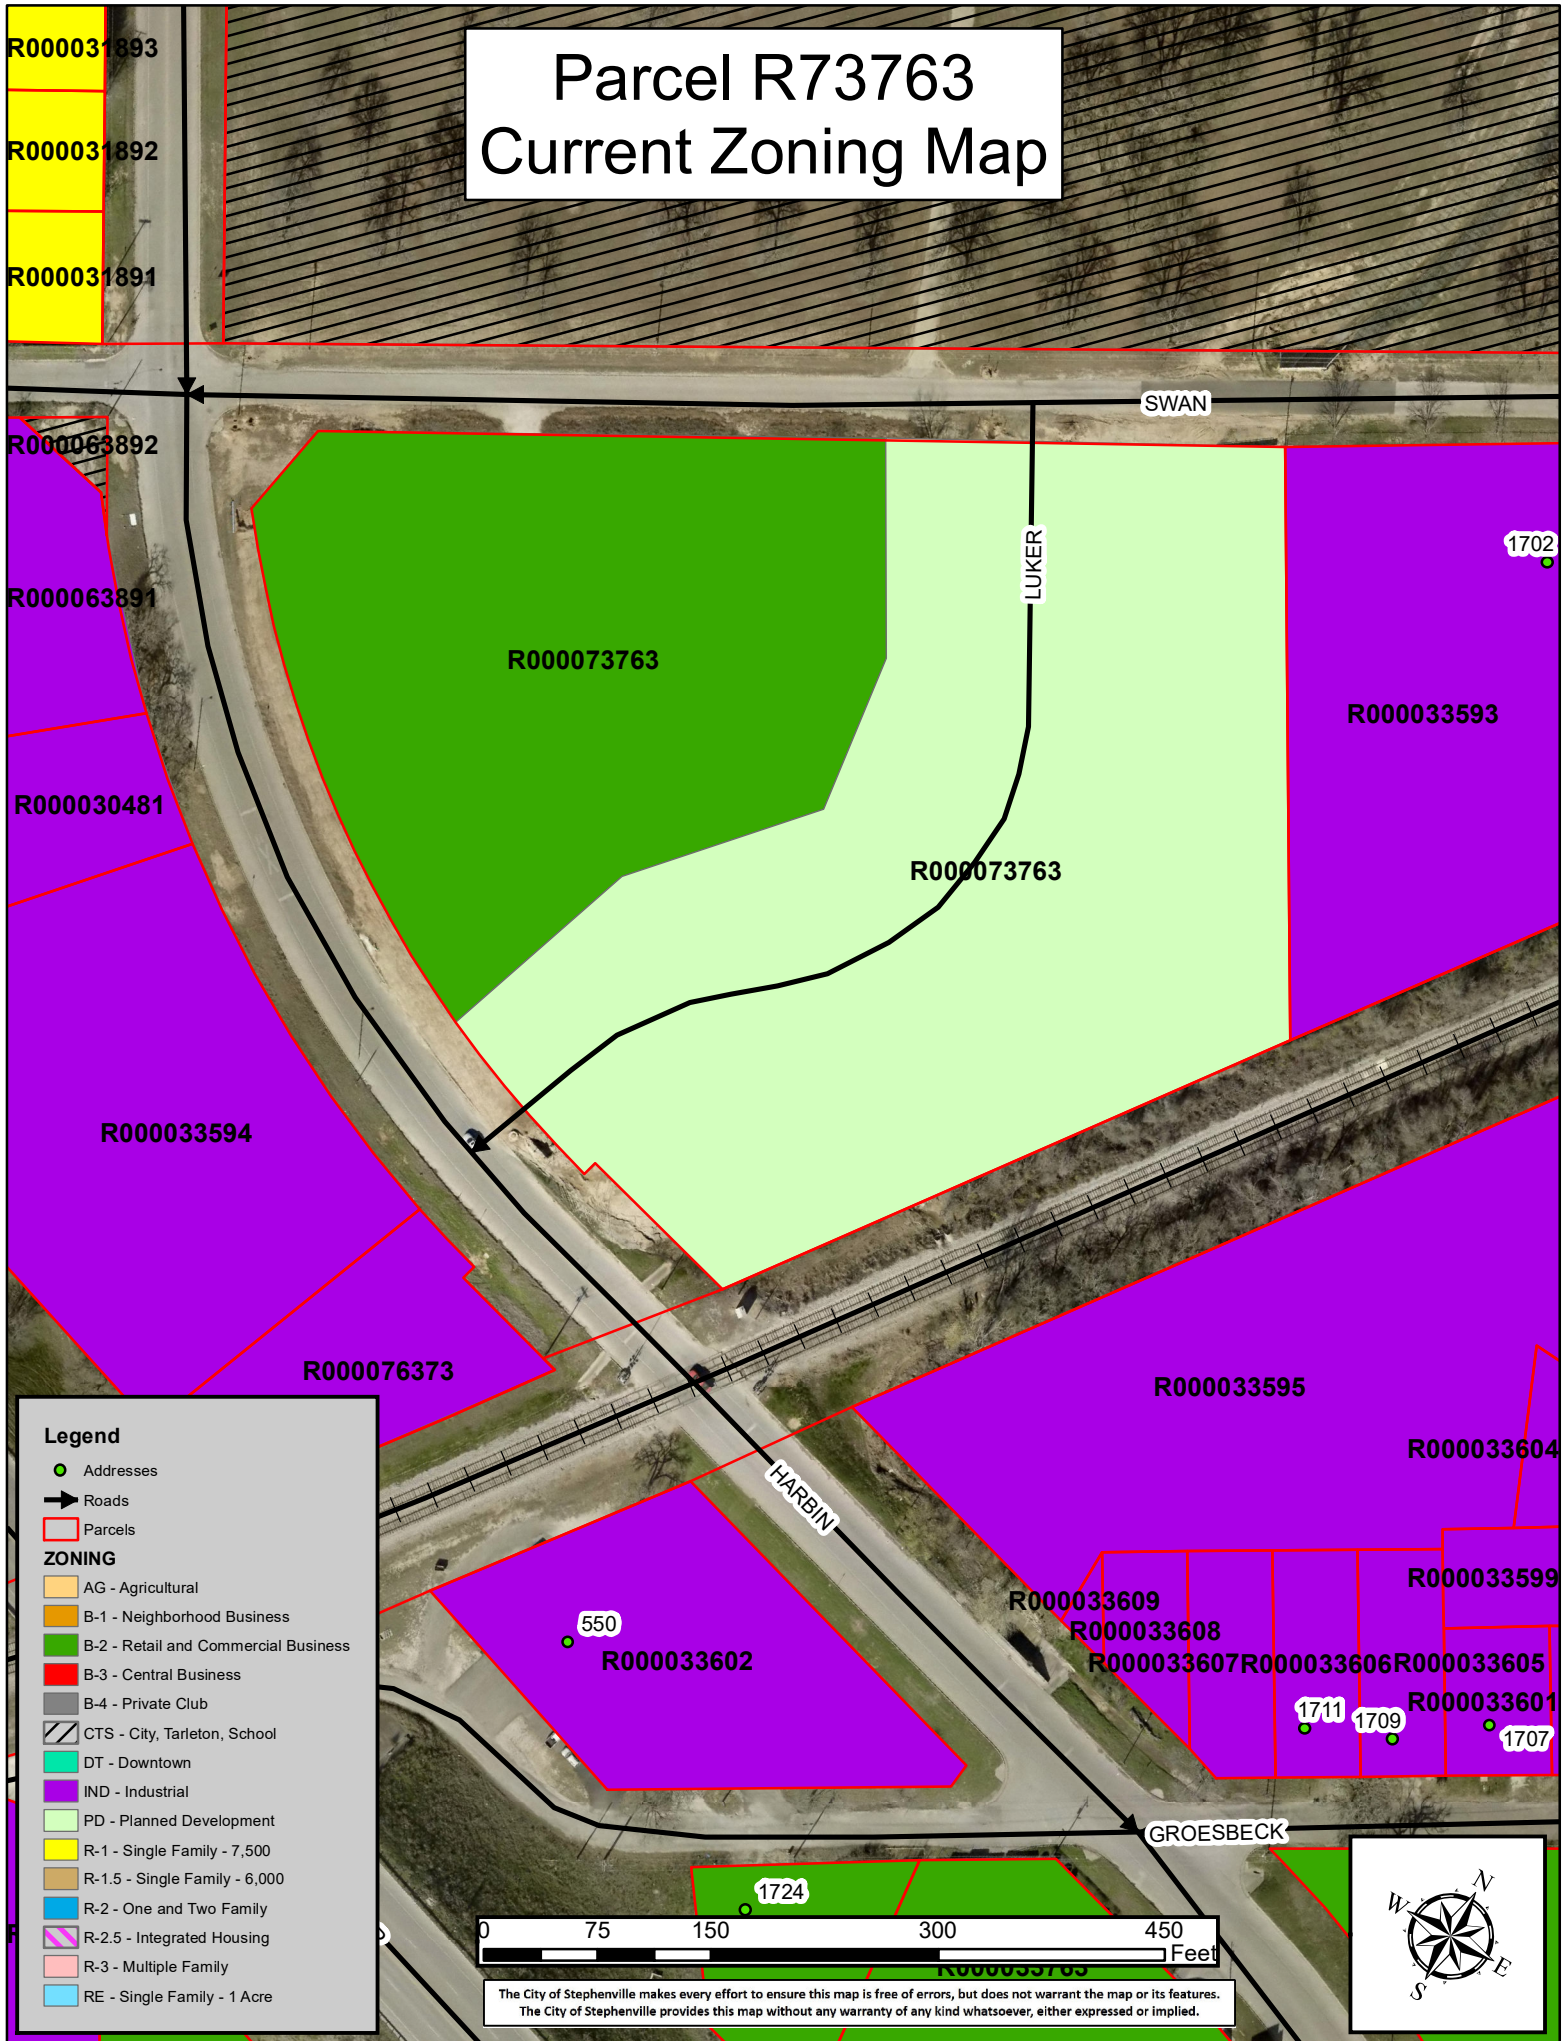 Parcel R73763
Current Zoning Map
R000031893
R000031892
R000031891
SWAN
R000063892
1702
LUKER
R000063891
R000073763
R000033593
R000030481
R000073763
R000033594
R000076373
R000033595
R000033604
HARBIN
R000033599
R000033609
550
R000033608
R000033602
R000033607
R000033606
R000033605
R000033601
1711
1709
1707
GROESBECK
1724
Legend
Addresses
Roads
Parcels
ZONING
AG - Agricultural
B-1 - Neighborhood Business
B-2 - Retail and Commercial Business
B-3 - Central Business
B-4 - Private Club
CTS - City, Tarleton, School
DT - Downtown
IND - Industrial
PD - Planned Development
R-1 - Single Family - 7,500
R-1.5 - Single Family - 6,000
R-2 - One and Two Family
R-2.5 - Integrated Housing
R-3 - Multiple Family
RE - Single Family - 1 Acre
0 75 150 300 450
Feet
The City of Stephenville makes every effort to ensure this map is free of errors, but does not warrant the map or its features.
The City of Stephenville provides this map without any warranty of any kind whatsoever, either expressed or implied.
N
W
E
S